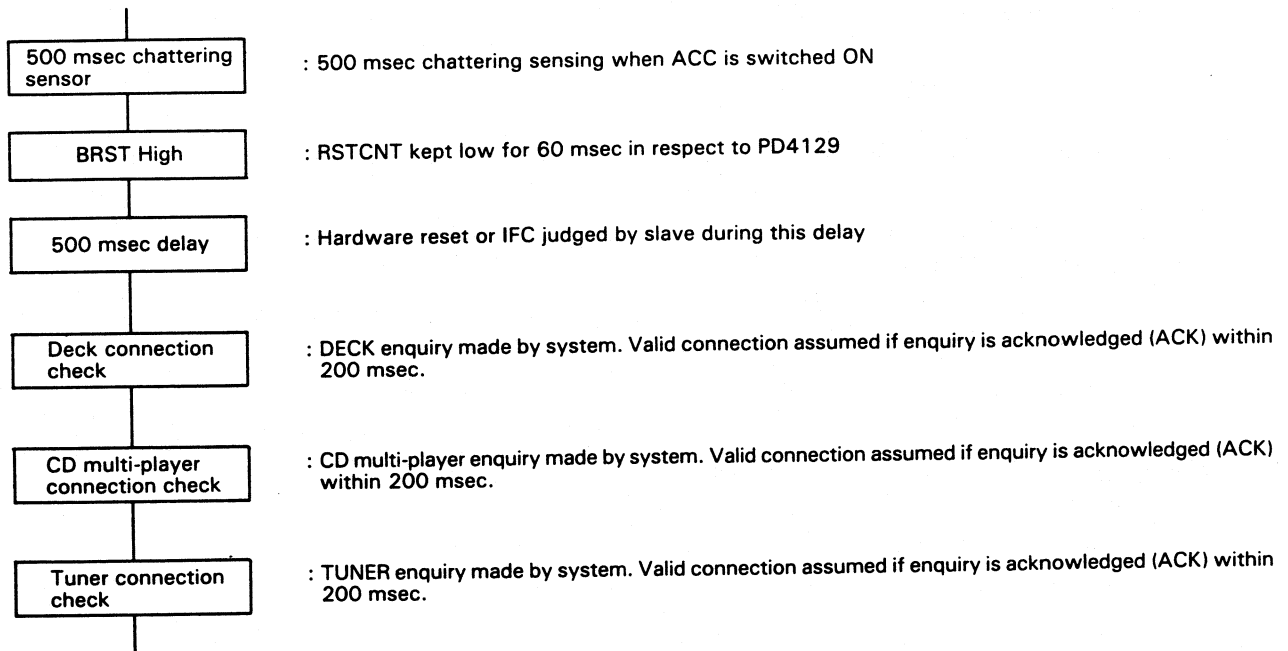 500 msec chattering
sensor
: 500 msec chattering sensing when ACC is switched ON
BRST High
: RSTCNT kept low for 60 msec in respect to PD4129
500 msec delay
: Hardware reset or IFC judged by slave during this delay
Deck connection
check
: DECK enquiry made by system. Valid connection assumed if enquiry is acknowledged (ACK) within
200 msec.
CD multi-player
connection check
: CD multi-player enquiry made by system. Valid connection assumed if enquiry is acknowledged (ACK)
within 200 msec.
Tuner connection
check
: TUNER enquiry made by system. Valid connection assumed if enquiry is acknowledged (ACK) within
200 msec.